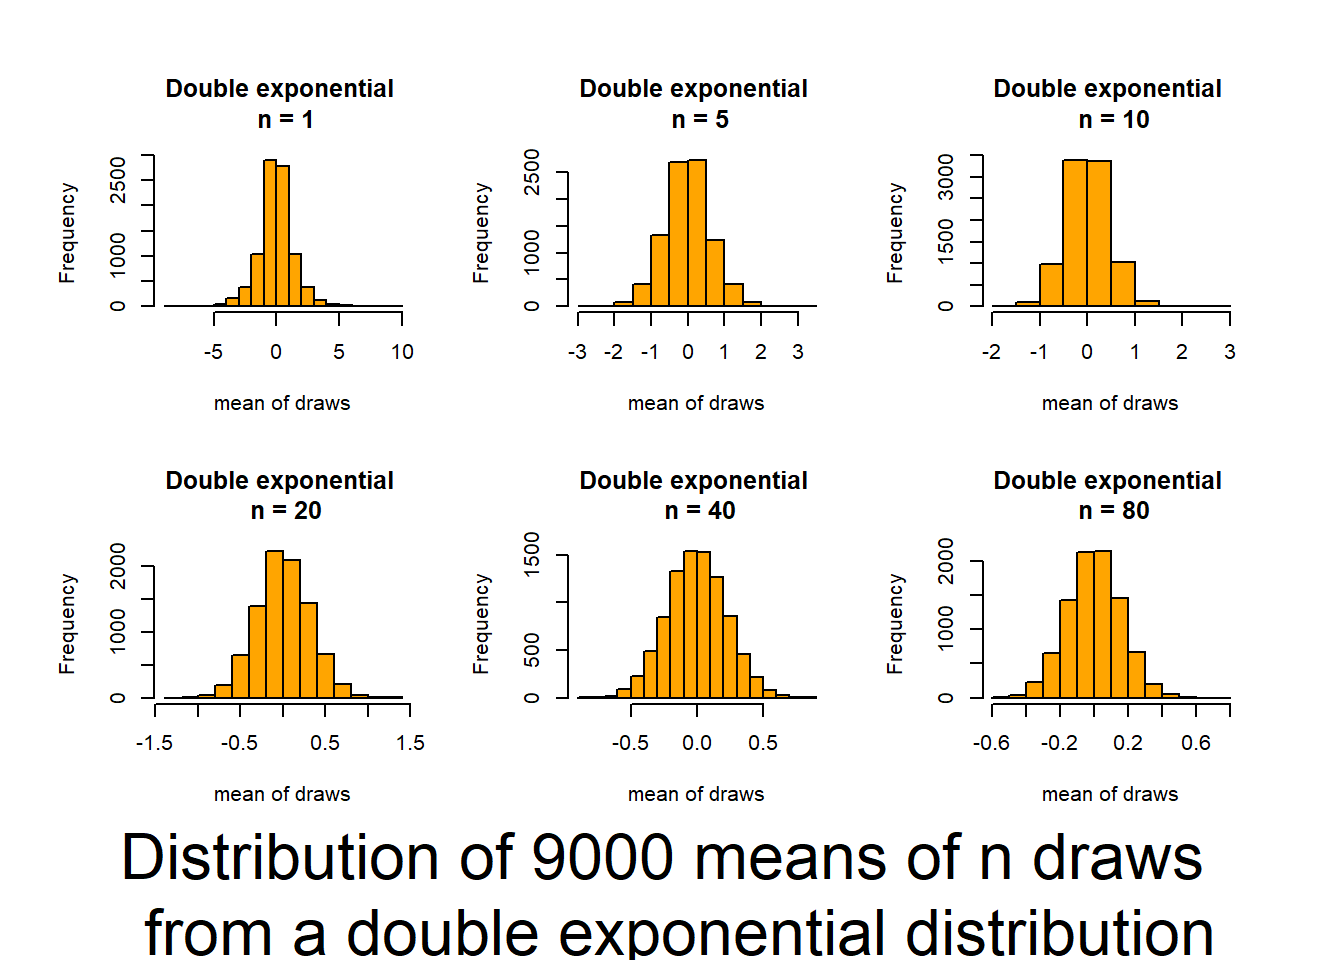 Double exponential
n = 1
Frequency
0 1000 2500
-5 0 5 10
mean of draws
Double exponential
n = 5
Frequency
0 1000 2500
-3 -2 -1 0 1 2 3
mean of draws
Double exponential
n = 10
Frequency
0 1500 3000
-2 -1 0 1 2 3
mean of draws
Double exponential
n = 20
Frequency
0 1000 2000
-1.5 -0.5 0.5 1.5
mean of draws
Double exponential
n = 40
Frequency
0 500 1500
-0.5 0.0 0.5
mean of draws
Double exponential
n = 80
Frequency
0 1000 2000
-0.6 -0.2 0.2 0.6
mean of draws
Distribution of 9000 means of n draws
from a double exponential distribution